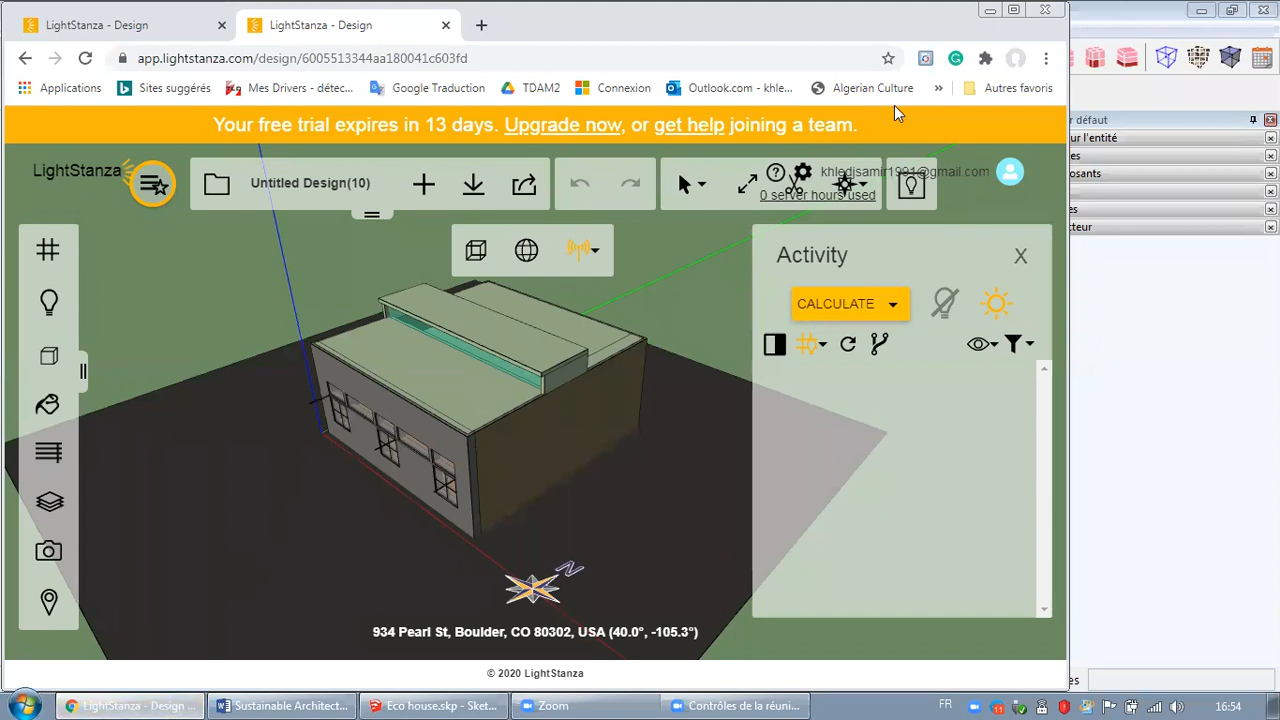 LightStanza - Design
LightStanza - Design
app.lightstanza.com/design/6005513344aa180041c603fd
Applications
Sites suggérés
Mes Drivers - détec...
Google Traduction
TDAM2
Connexion
Outlook.com - khle...
Algerian Culture
»
Autres favoris
Your free trial expires in 13 days. Upgrade now, or get help joining a team.
LightStanza
Untitled Design(10)
khledjsamir1991@gmail.com
0 server hours used
Activity
X
CALCULATE
N
934 Pearl St, Boulder, CO 80302, USA (40.0°, -105.3°)
© 2020 LightStanza
er défaut
ur l'entité
es
osants
es
cteur
es
LightStanza - Design ...
Sustainable Architect...
Eco house.skp - Sket...
Zoom
Contrôles de la réuni...
FR
16:54